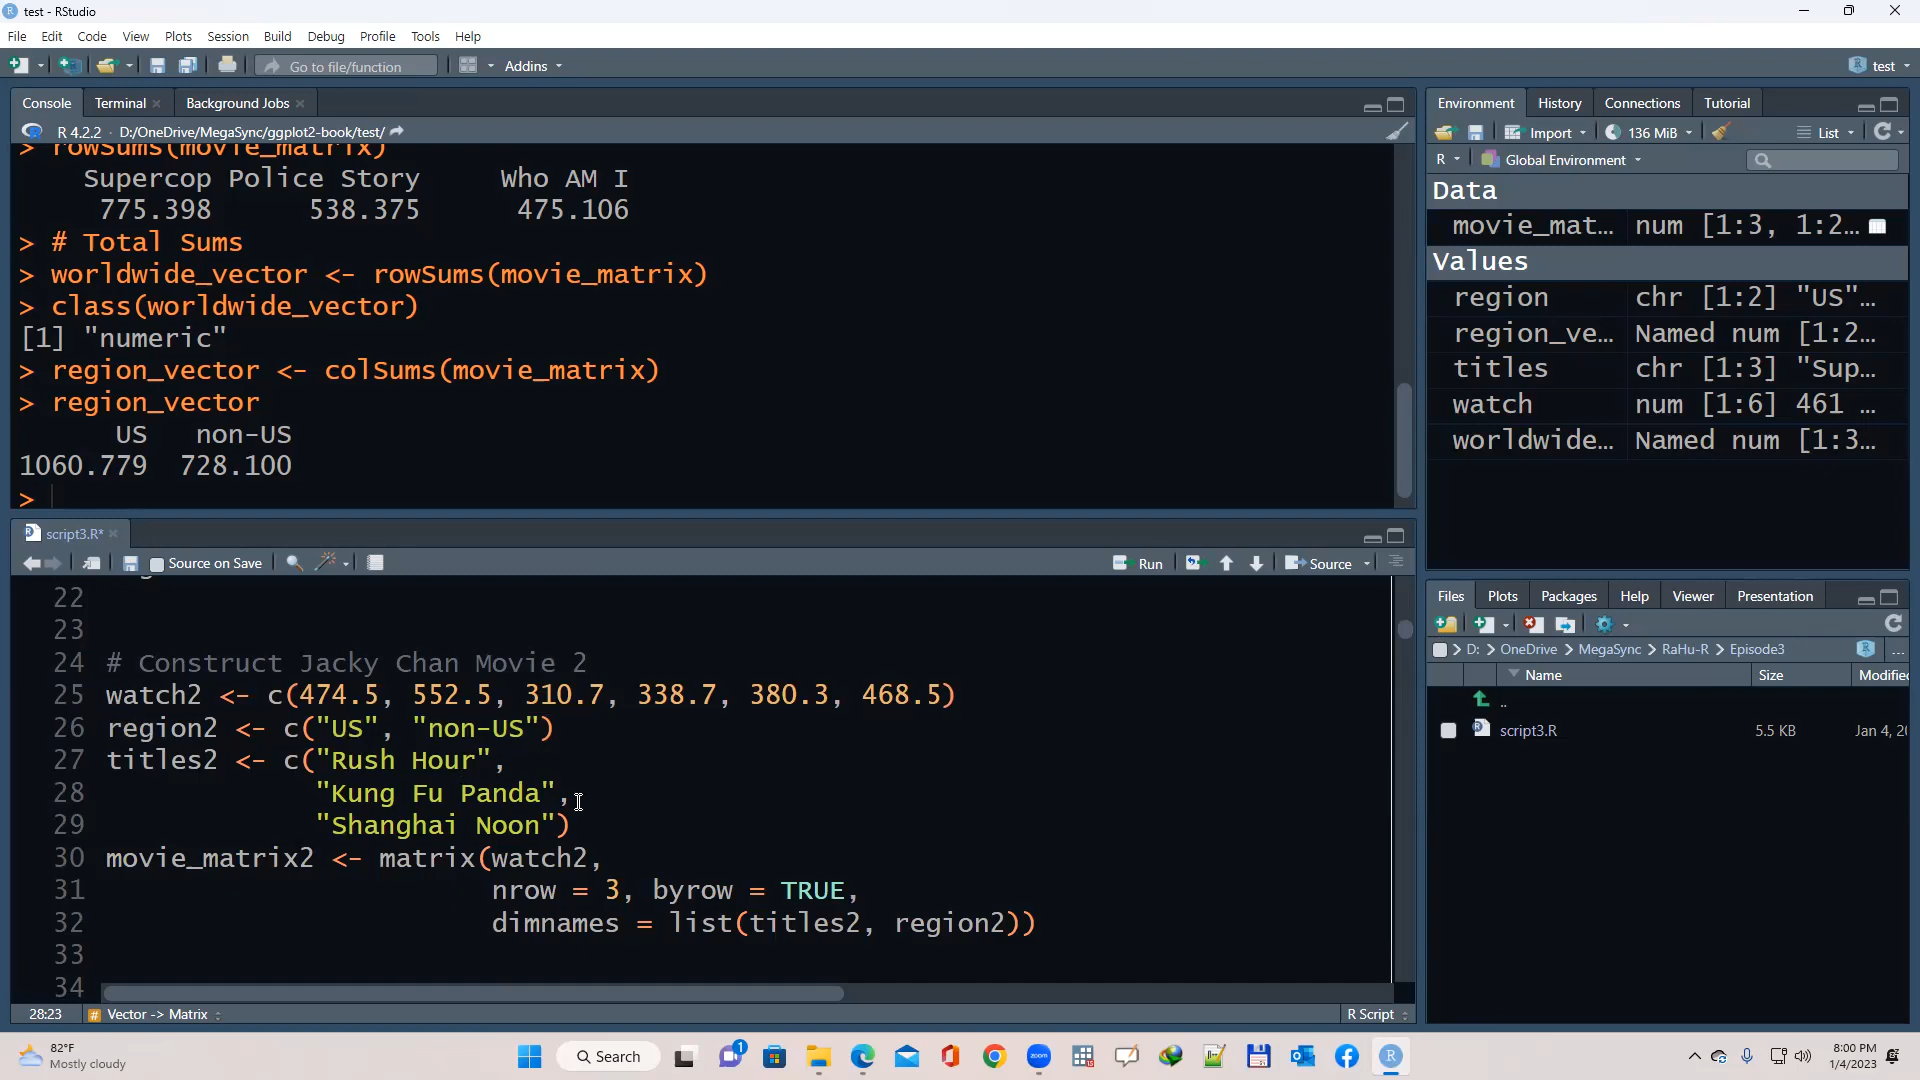 test - RStudio
File Edit Code View Plots Session Build Debug Profile Tools Help
Go to file/function Addins test
Console Terminal Background Jobs
R 4.2.2 · D:/OneDrive/MegaSync/ggplot2-book/test/
> rowSums(movie_matrix)
Supercop Police Story Who AM I
775.398 538.375 475.106
> # Total Sums
> worldwide_vector <- rowSums(movie_matrix)
> class(worldwide_vector)
[1] "numeric"
> region_vector <- colSums(movie_matrix)
> region_vector
US non-US
1060.779 728.100
>
script3.R*
Source on Save Run Source
22
23
24 # Construct Jacky Chan Movie 2
25 watch2 <- c(474.5, 552.5, 310.7, 338.7, 380.3, 468.5)
26 region2 <- c("US", "non-US")
27 titles2 <- c("Rush Hour",
28 "Kung Fu Panda",
29 "Shanghai Noon")
30 movie_matrix2 <- matrix(watch2,
31 nrow = 3, byrow = TRUE,
32 dimnames = list(titles2, region2))
33
34
28:23 # Vector -> Matrix R Script
Environment History Connections Tutorial
Import 136 MiB List
R Global Environment
Data
movie_mat… num [1:3, 1:2…
Values
region chr [1:2] "US"…
region_ve… Named num [1:2…
titles chr [1:3] "Sup…
watch num [1:6] 461 …
worldwide… Named num [1:3…
Files Plots Packages Help Viewer Presentation
D: > OneDrive > MegaSync > RaHu-R > Episode3 ...
Name Size Modifie
..
script3.R 5.5 KB Jan 4, 20
82°F
Mostly cloudy
Search
1
zoom
8:00 PM
1/4/2023